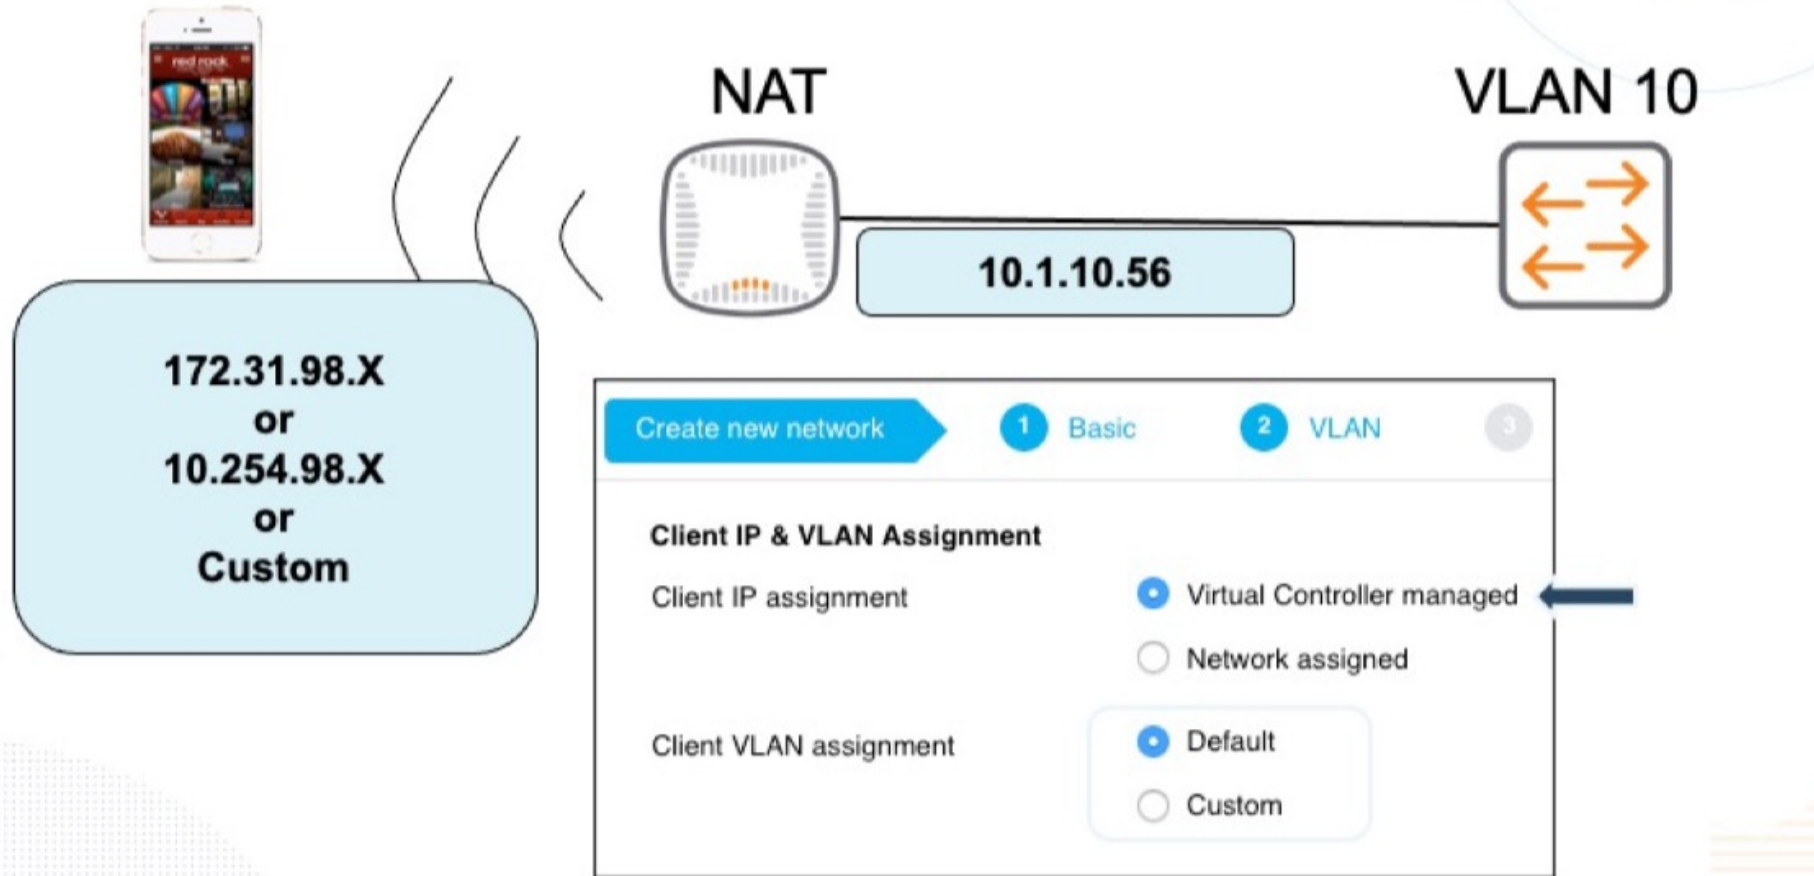 red rock
NAT
VLAN 10
10.1.10.56
172.31.98.X
or
10.254.98.X
or
Custom
Create new network
1 Basic
2 VLAN
3
Client IP & VLAN Assignment
Client IP assignment
Virtual Controller managed
Network assigned
Client VLAN assignment
Default
Custom